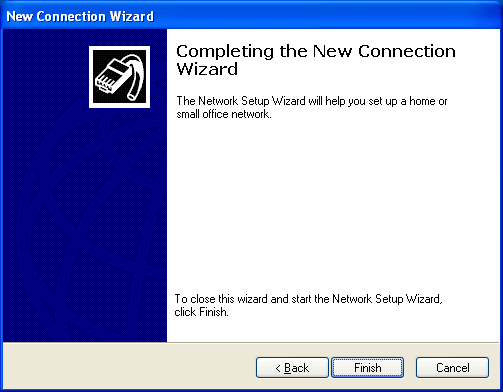 New Connection Wizard
Completing the New Connection
Wizard
The Network Setup Wizard will help you set up a home or
small office network.
To close this wizard and start the Network Setup Wizard,
click Finish.
< Back
Finish
Cancel